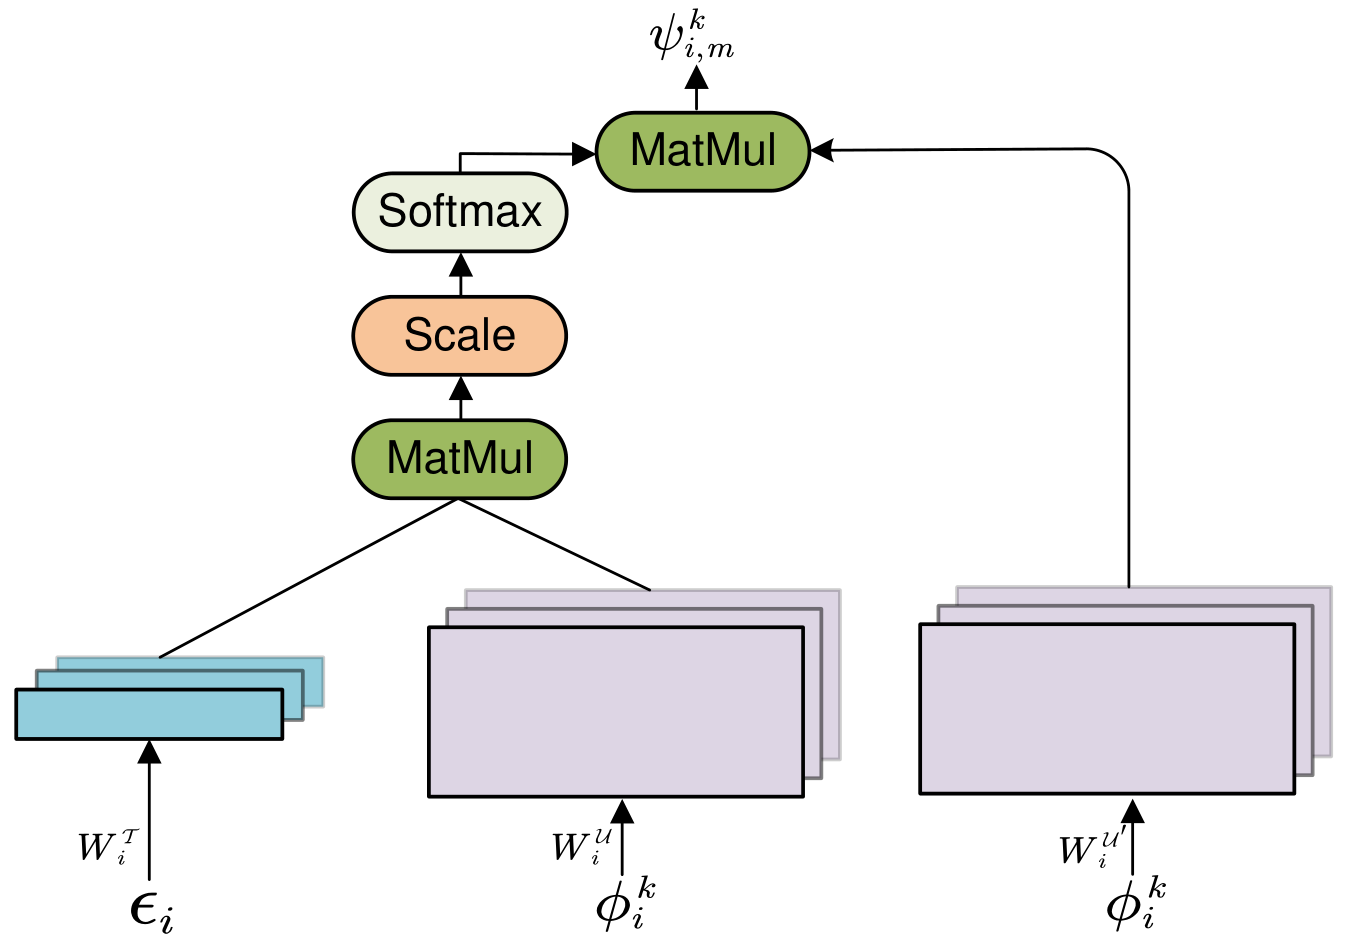 ψ^k_{i,m}
MatMul
Softmax
Scale
MatMul
W_i^𝒯
W_i^𝒰
W_i^{𝒰′}
ϵ_i
ϕ_i^k
ϕ_i^k